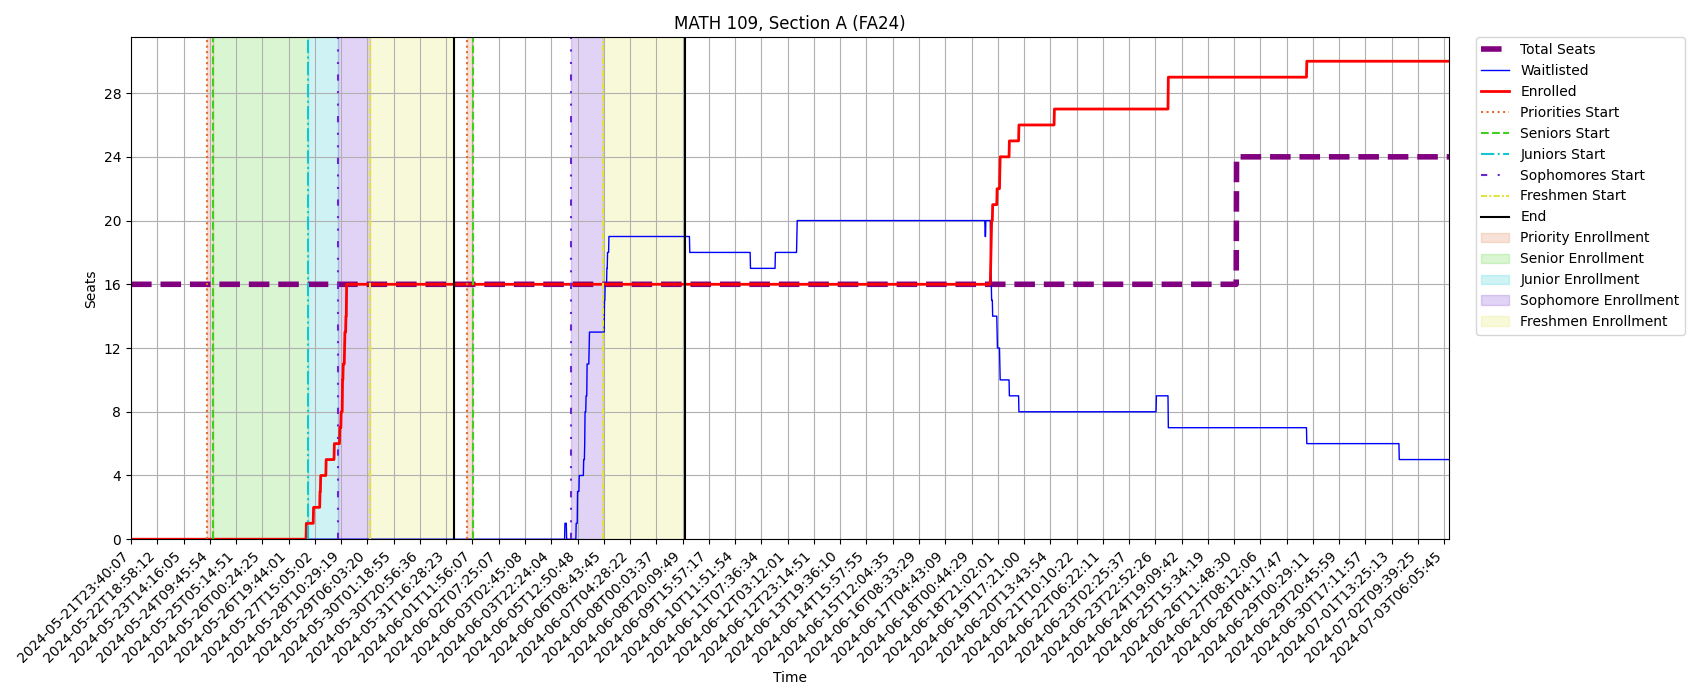 MATH 109, Section A (FA24)
Total Seats
Waitlisted
Enrolled
Priorities Start
Seniors Start
Juniors Start
Sophomores Start
Freshmen Start
End
Priority Enrollment
Senior Enrollment
Junior Enrollment
Sophomore Enrollment
Freshmen Enrollment
Seats
28
24
20
16
12
8
4
0
2024-05-21T23:40:07
2024-05-22T18:58:12
2024-05-23T14:16:05
2024-05-24T09:45:54
2024-05-25T05:14:51
2024-05-26T00:24:25
2024-05-26T19:44:01
2024-05-27T15:05:02
2024-05-28T10:29:19
2024-05-29T06:03:20
2024-05-30T01:18:55
2024-05-30T20:56:36
2024-05-31T16:28:23
2024-06-01T11:56:07
2024-06-02T07:25:07
2024-06-03T02:45:08
2024-06-03T22:24:04
2024-06-05T12:50:48
2024-06-06T08:43:45
2024-06-07T04:28:22
2024-06-08T00:03:37
2024-06-08T20:09:49
2024-06-09T15:57:17
2024-06-10T11:51:54
2024-06-11T07:36:34
2024-06-12T03:12:01
2024-06-12T23:14:51
2024-06-13T19:36:10
2024-06-14T15:57:55
2024-06-15T12:04:35
2024-06-16T08:33:29
2024-06-17T04:43:09
2024-06-18T00:44:29
2024-06-18T21:02:01
2024-06-19T17:21:00
2024-06-20T13:43:54
2024-06-21T10:10:22
2024-06-22T06:22:11
2024-06-23T02:25:37
2024-06-23T22:52:26
2024-06-24T19:09:42
2024-06-25T15:34:19
2024-06-26T11:48:30
2024-06-27T08:12:06
2024-06-28T04:17:47
2024-06-29T00:29:11
2024-06-29T20:45:59
2024-06-30T17:11:57
2024-07-01T13:25:13
2024-07-02T09:39:25
2024-07-03T06:05:45
Time